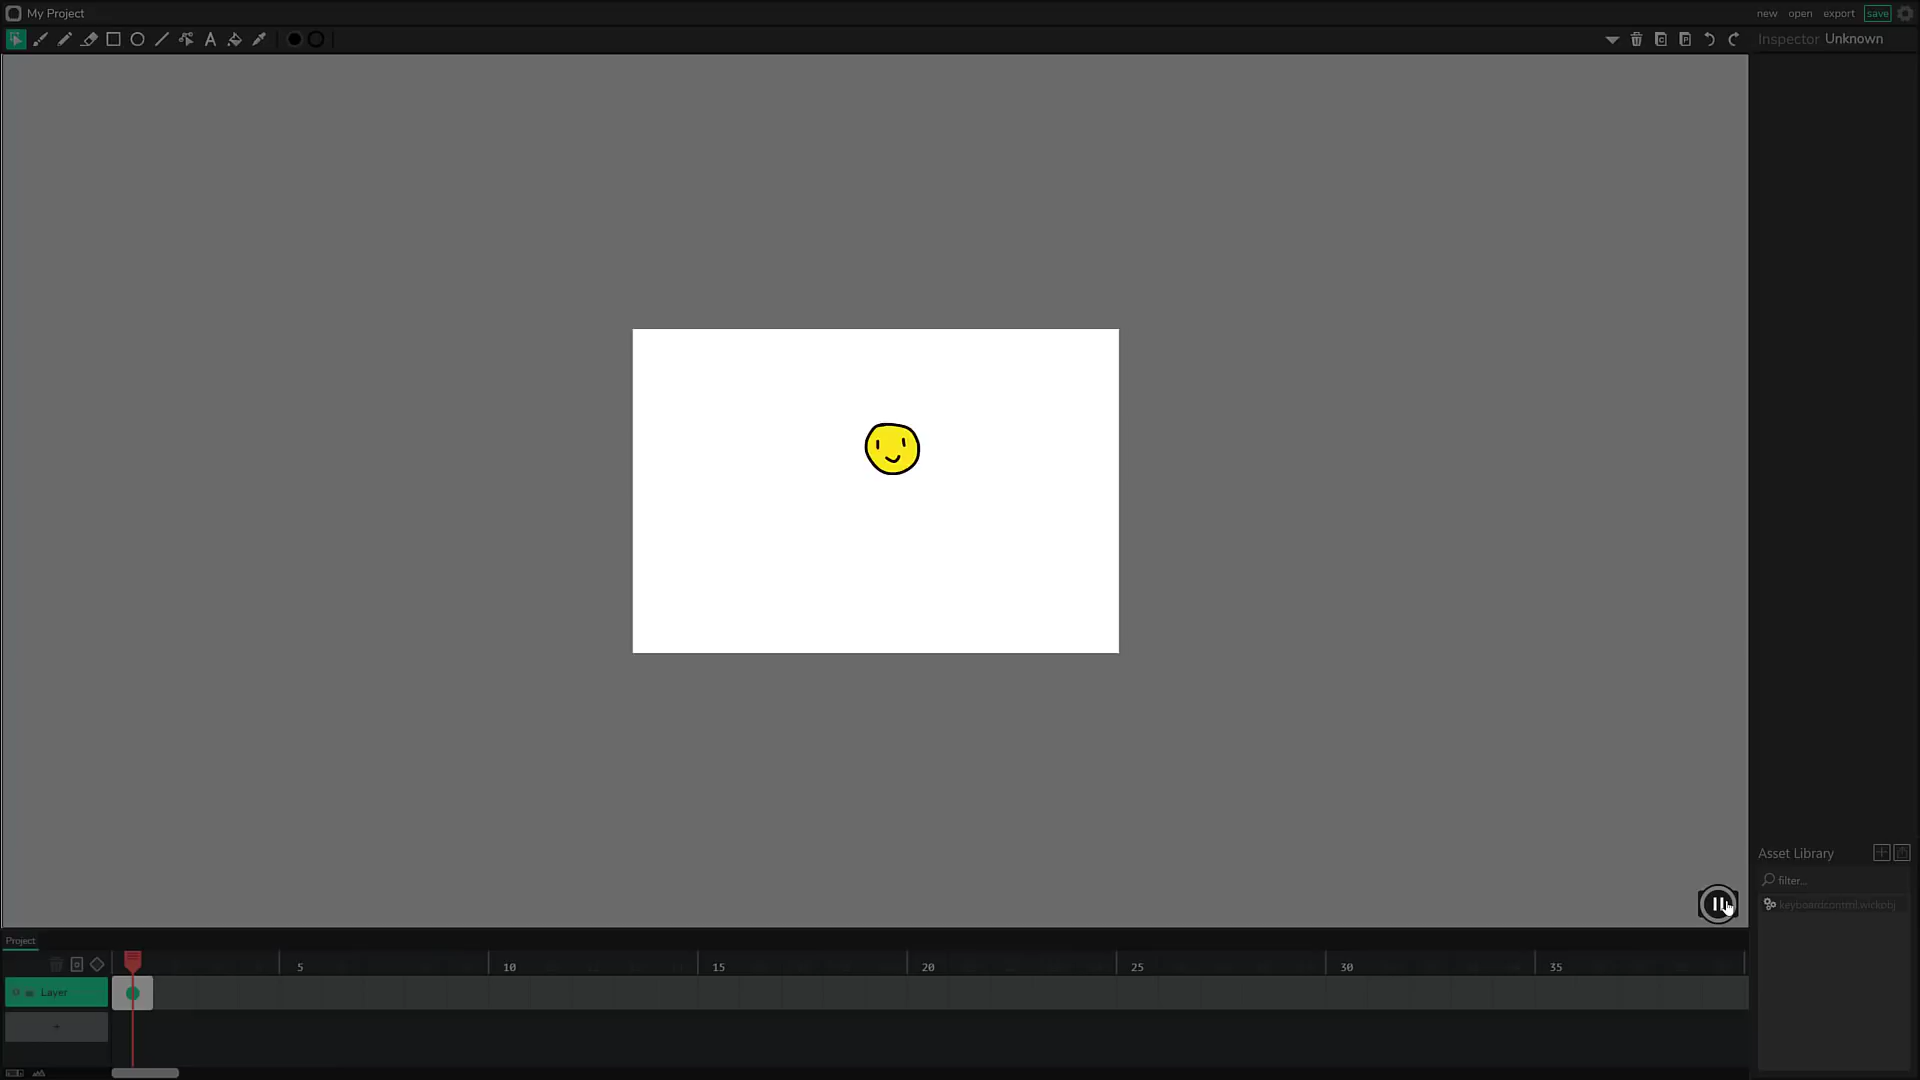 My Project
new open export save
Inspector Unknown
Asset Library
filter...
keyboardcontrol.wickobj
Project
5 10 15 20 25 30 35
Layer
+